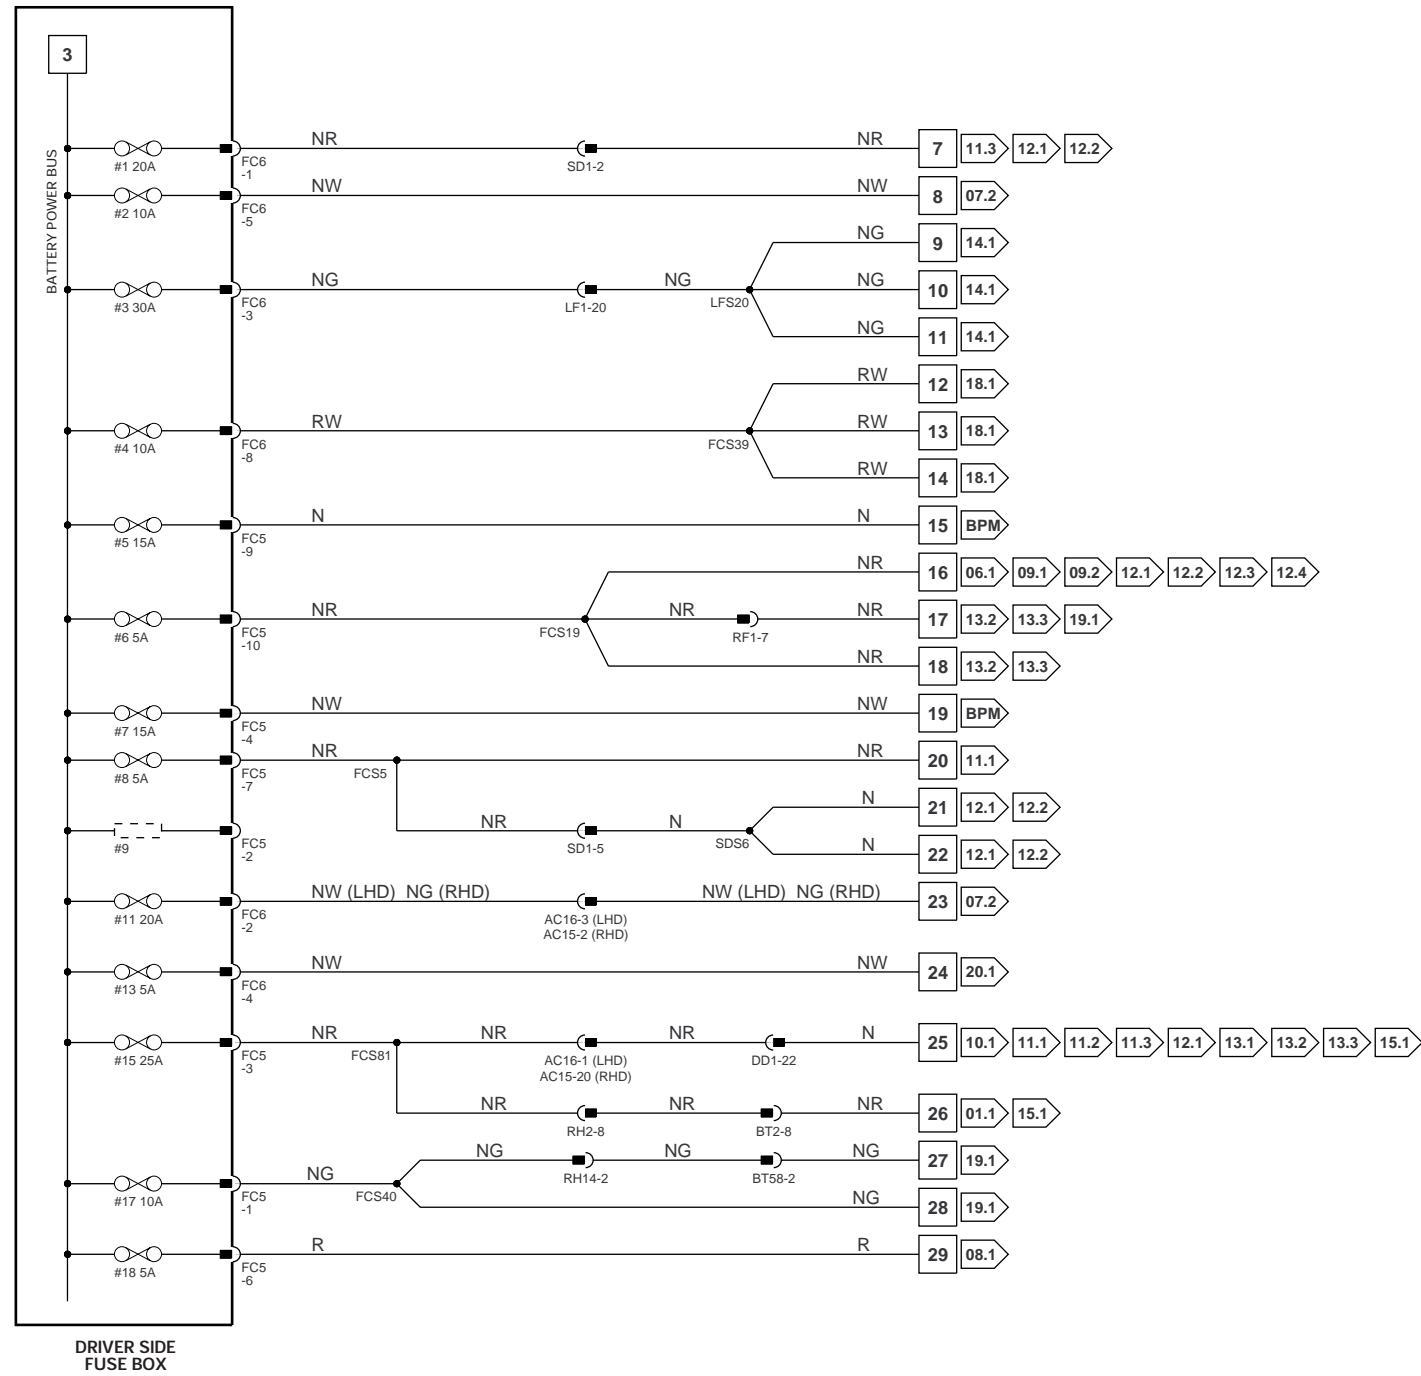 3
BATTERY POWER BUS
#1 20A
FC6
-1
NR
SD1-2
NR
7 11.3 12.1 12.2
#2 10A
FC6
-5
NW
NW
8 07.2
NG
9 14.1
#3 30A
FC6
-3
NG
LF1-20
NG
LFS20
NG
10 14.1
NG
11 14.1
RW
12 18.1
#4 10A
FC6
-8
RW
FCS39
RW
13 18.1
RW
14 18.1
#5 15A
FC5
-9
N
N
15 BPM
NR
16 06.1 09.1 09.2 12.1 12.2 12.3 12.4
#6 5A
FC5
-10
NR
FCS19
NR
RF1-7
NR
17 13.2 13.3 19.1
NR
18 13.2 13.3
#7 15A
FC5
-4
NW
NW
19 BPM
#8 5A
FC5
-7
NR
FCS5
NR
20 11.1
N
21 12.1 12.2
#9
FC5
-2
NR
SD1-5
N
SDS6
N
22 12.1 12.2
#11 20A
FC6
-2
NW (LHD) NG (RHD)
AC16-3 (LHD)
AC15-2 (RHD)
NW (LHD) NG (RHD)
23 07.2
#13 5A
FC6
-4
NW
NW
24 20.1
#15 25A
FC5
-3
NR
FCS81
NR
AC16-1 (LHD)
AC15-20 (RHD)
NR
DD1-22
N
25 10.1 11.1 11.2 11.3 12.1 13.1 13.2 13.3 15.1
NR
RH2-8
NR
BT2-8
NR
26 01.1 15.1
NG
RH14-2
NG
BT58-2
NG
27 19.1
#17 10A
FC5
-1
NG
FCS40
NG
28 19.1
#18 5A
FC5
-6
R
R
29 08.1
DRIVER SIDE
FUSE BOX